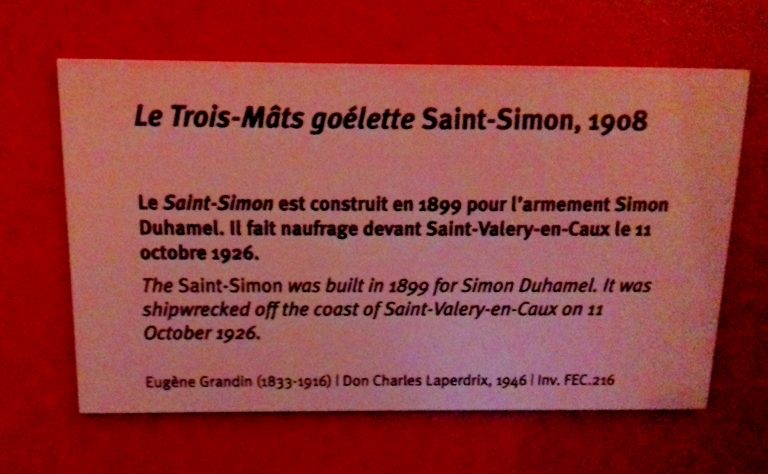 Le Trois-Mâts goélette Saint-Simon, 1908
Le Saint-Simon est construit en 1899 pour l'armement Simon
Duhamel. Il fait naufrage devant Saint-Valery-en-Caux le 11
octobre 1926.
The Saint-Simon was built in 1899 for Simon Duhamel. It was
shipwrecked off the coast of Saint-Valery-en-Caux on 11
October 1926.
Eugène Grandin (1833-1916) | Don Charles Laperdrix, 1946 | Inv. FEC.216